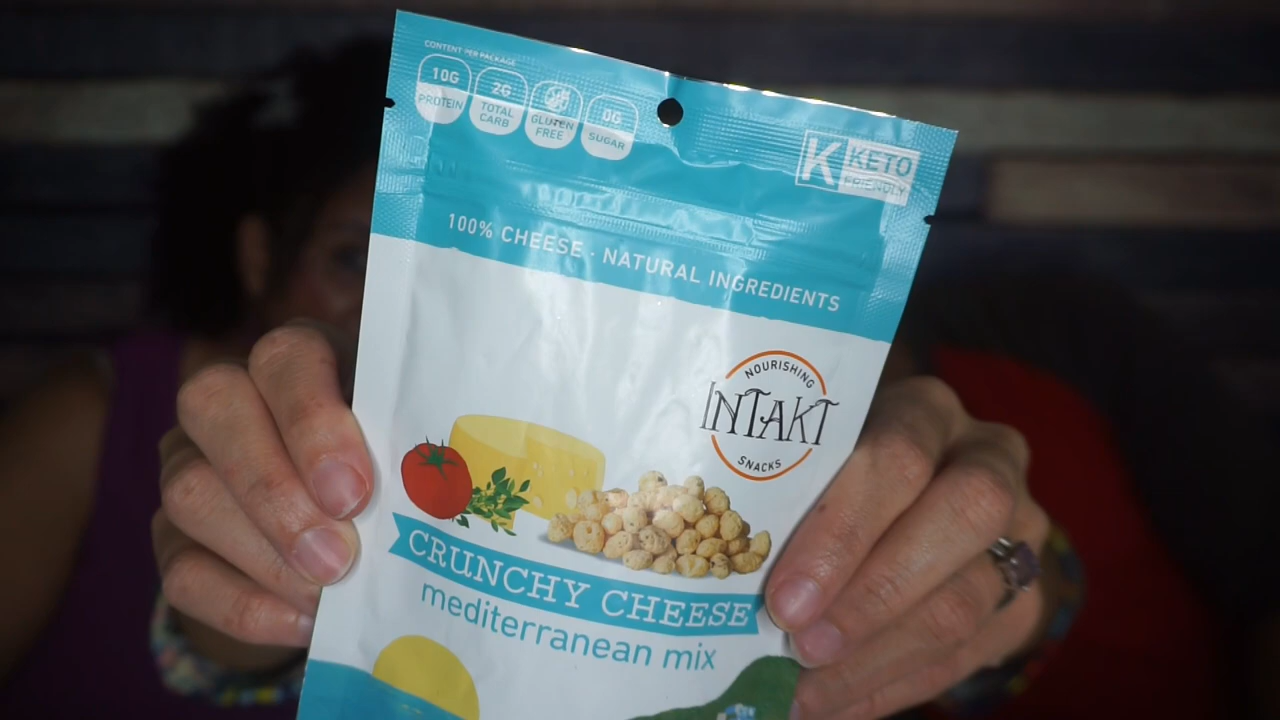 CONTENT PER PACKAGE
10G
PROTEIN
2G
TOTAL
CARB
GLUTEN
FREE
0G
SUGAR
K KETO
FRIENDLY
100% CHEESE · NATURAL INGREDIENTS
NOURISHING
INTAKT
SNACKS
CRUNCHY CHEESE
mediterranean mix